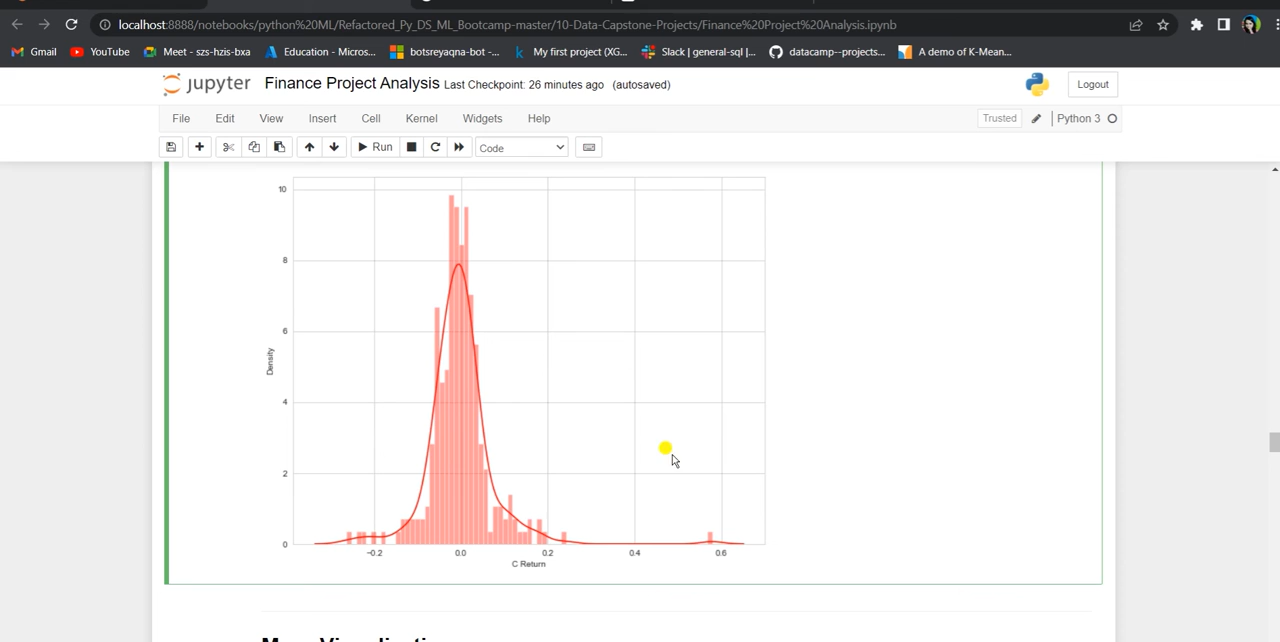 localhost:8888/notebooks/python%20ML/Refactored_Py_DS_ML_Bootcamp-master/10-Data-Capstone-Projects/Finance%20Project%20Analysis.ipynb
Gmail YouTube Meet - szs-hzis-bxa Education - Micros... botsreyaqna-bot -... My first project (XG... Slack | general-sql |... datacamp--projects... A demo of K-Mean...
jupyter Finance Project Analysis Last Checkpoint: 26 minutes ago (autosaved) Logout
File Edit View Insert Cell Kernel Widgets Help Trusted Python 3
Run Code
10
8
6
4
2
0
Density
−0.2 0.0 0.2 0.4 0.6
C Return